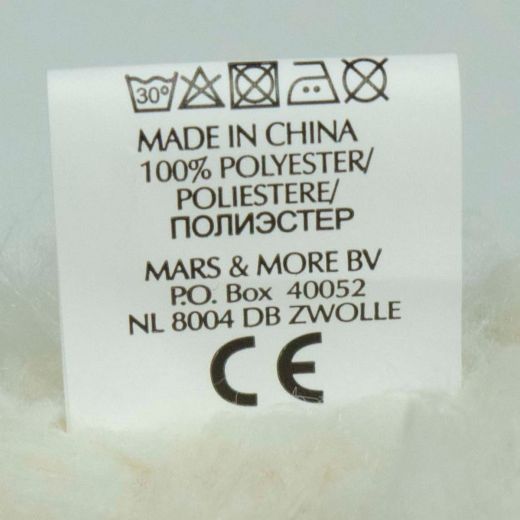 30°
MADE IN CHINA
100% POLYESTER/
POLIESTERE/
ПОЛИЭСТЕР
MARS & MORE BV
P.O. Box 40052
NL 8004 DB ZWOLLE
CE